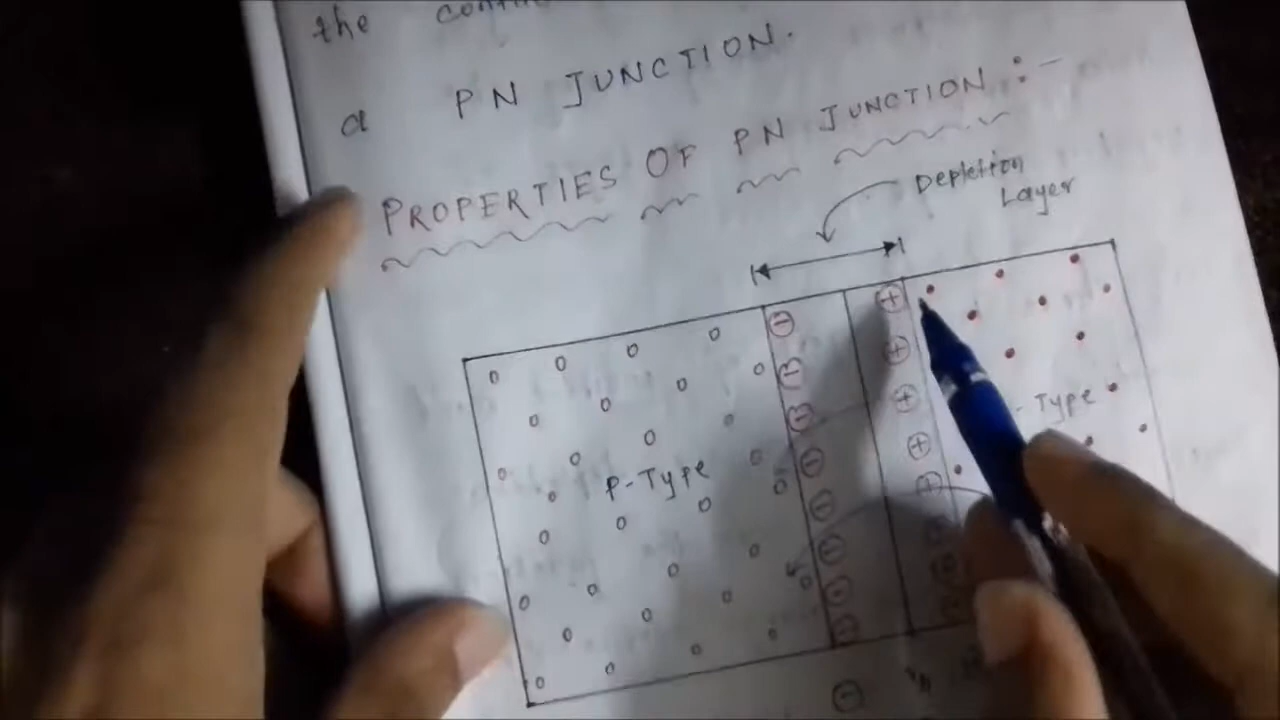 the
a PN JUNCTION.
PROPERTIES OF PN JUNCTION :-
Depletion
Layer
P-Type
- Type